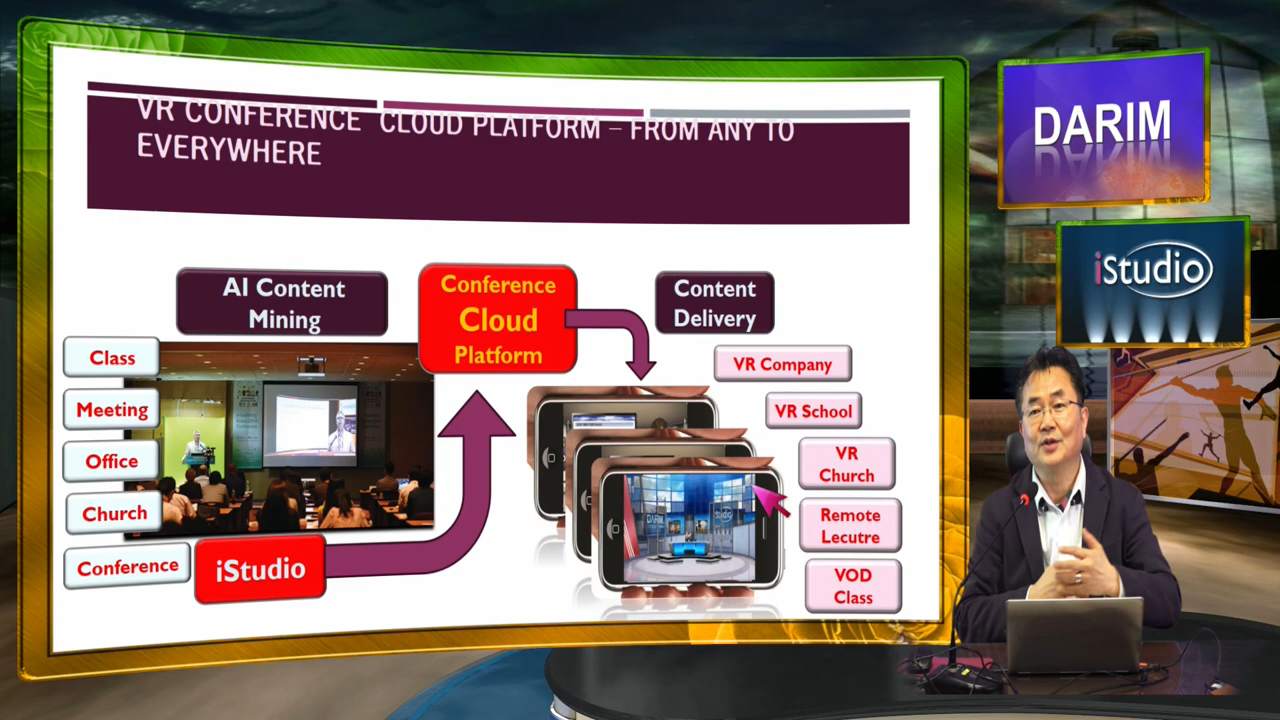 VR CONFERENCE CLOUD PLATFORM – FROM ANY TO
EVERYWHERE
AI Content
Mining
Conference
Cloud
Platform
Content
Delivery
Class
Meeting
Office
Church
Conference
iStudio
VR Company
VR School
VR
Church
Remote
Lecutre
VOD
Class
DARIM
iStudio